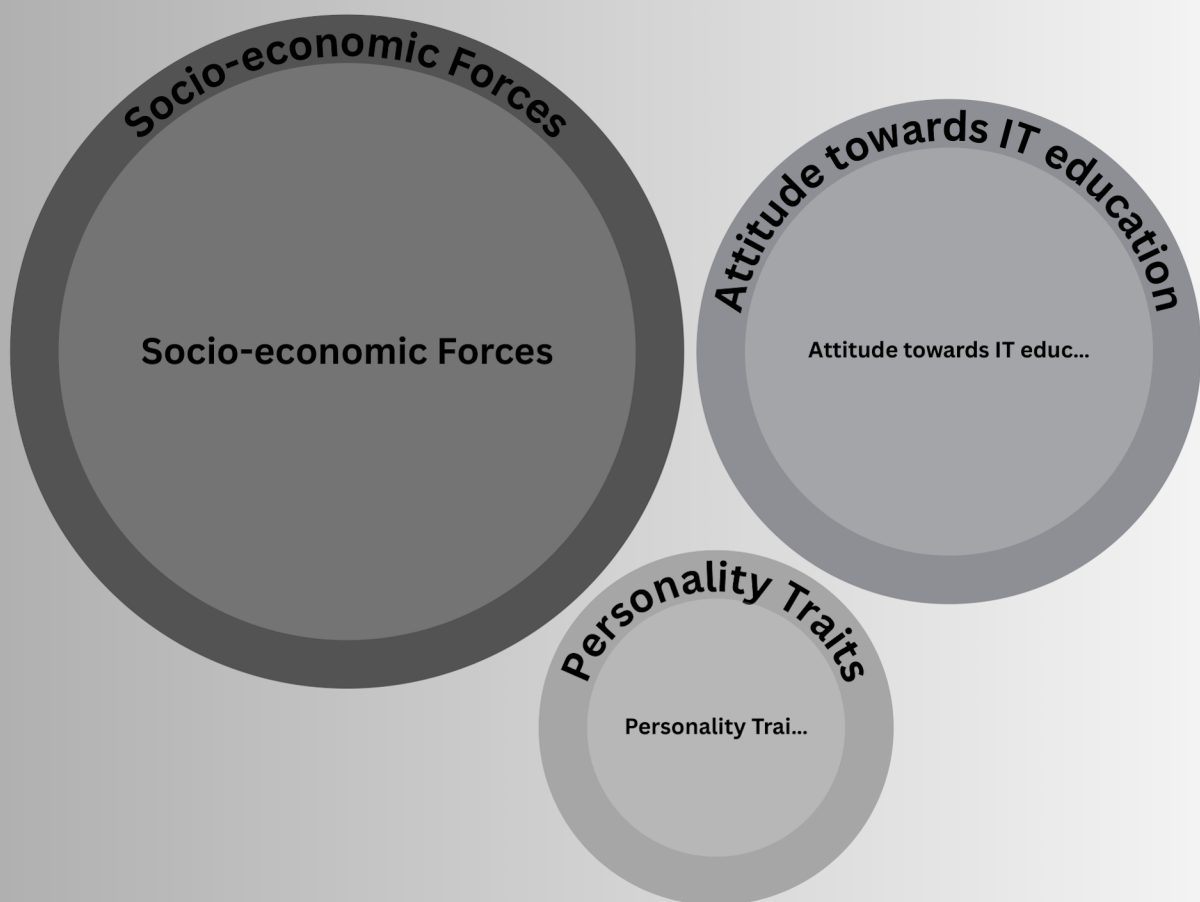 Socio-economic Forces
Socio-economic Forces
Attitude towards IT education
Attitude towards IT educ...
Personality Traits
Personality Trai...